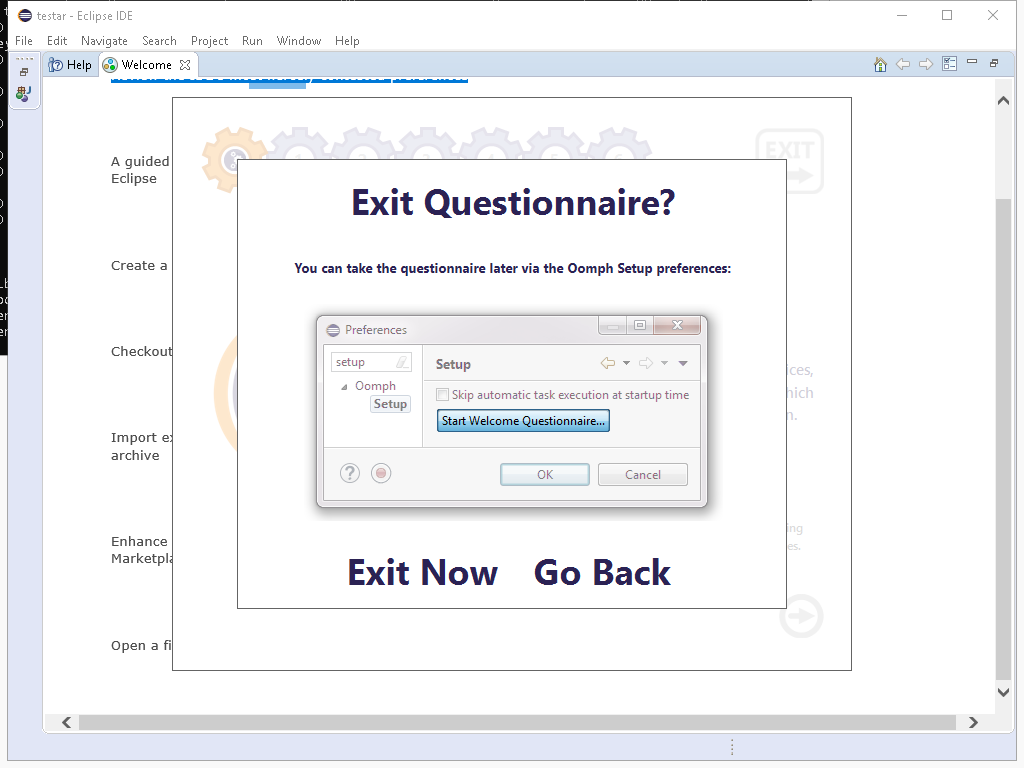 testar - Eclipse IDE
File Edit Navigate Search Project Run Window Help
Help Welcome
A guided
Eclipse
EXIT
Exit Questionnaire?
Create a
You can take the questionnaire later via the Oomph Setup preferences:
Preferences
Checkout
setup
Setup
Oomph
Setup
Skip automatic task execution at startup time
Start Welcome Questionnaire...
Import ex
archive
OK Cancel
Enhance
Marketpla
Exit Now Go Back
Open a fi